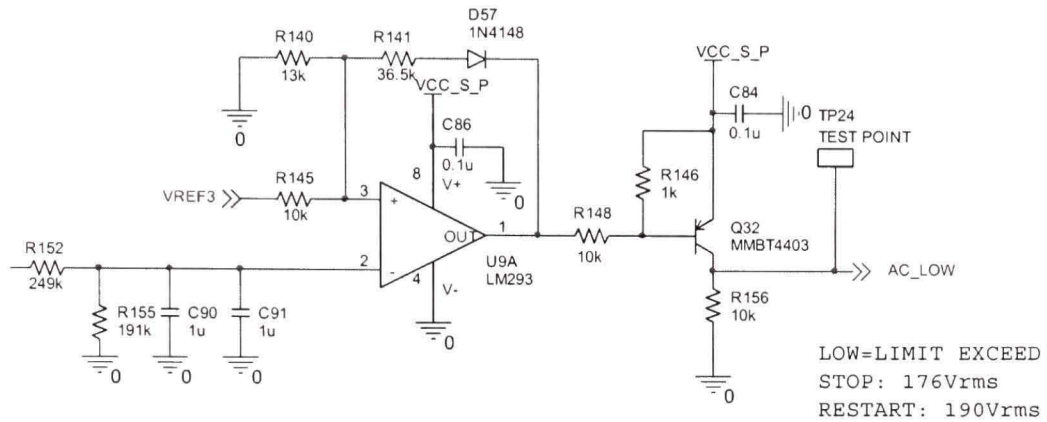 D57
1N4148
R140
13k
R141
36.5k
VCC_S_P
C86
0.1u
0
0
VCC_S_P
C84
0.1u
0
TP24
TEST POINT
R146
1k
VREF3
R145
10k
8
V+
3
+
OUT
1
2
-
4
V-
U9A
LM293
0
R148
10k
Q32
MMBT4403
AC_LOW
R152
249k
R155
191k
C90
1u
C91
1u
0
0
0
R156
10k
0
LOW=LIMIT EXCEED
STOP: 176Vrms
RESTART: 190Vrms